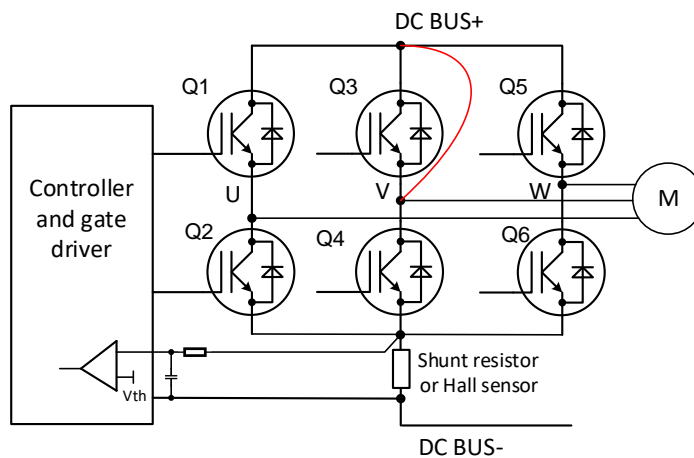 DC BUS+
Q1
Q3
Q5
Controller
and gate
driver
U
V
W
M
Q2
Q4
Q6
Shunt resistor
or Hall sensor
Vth
DC BUS-